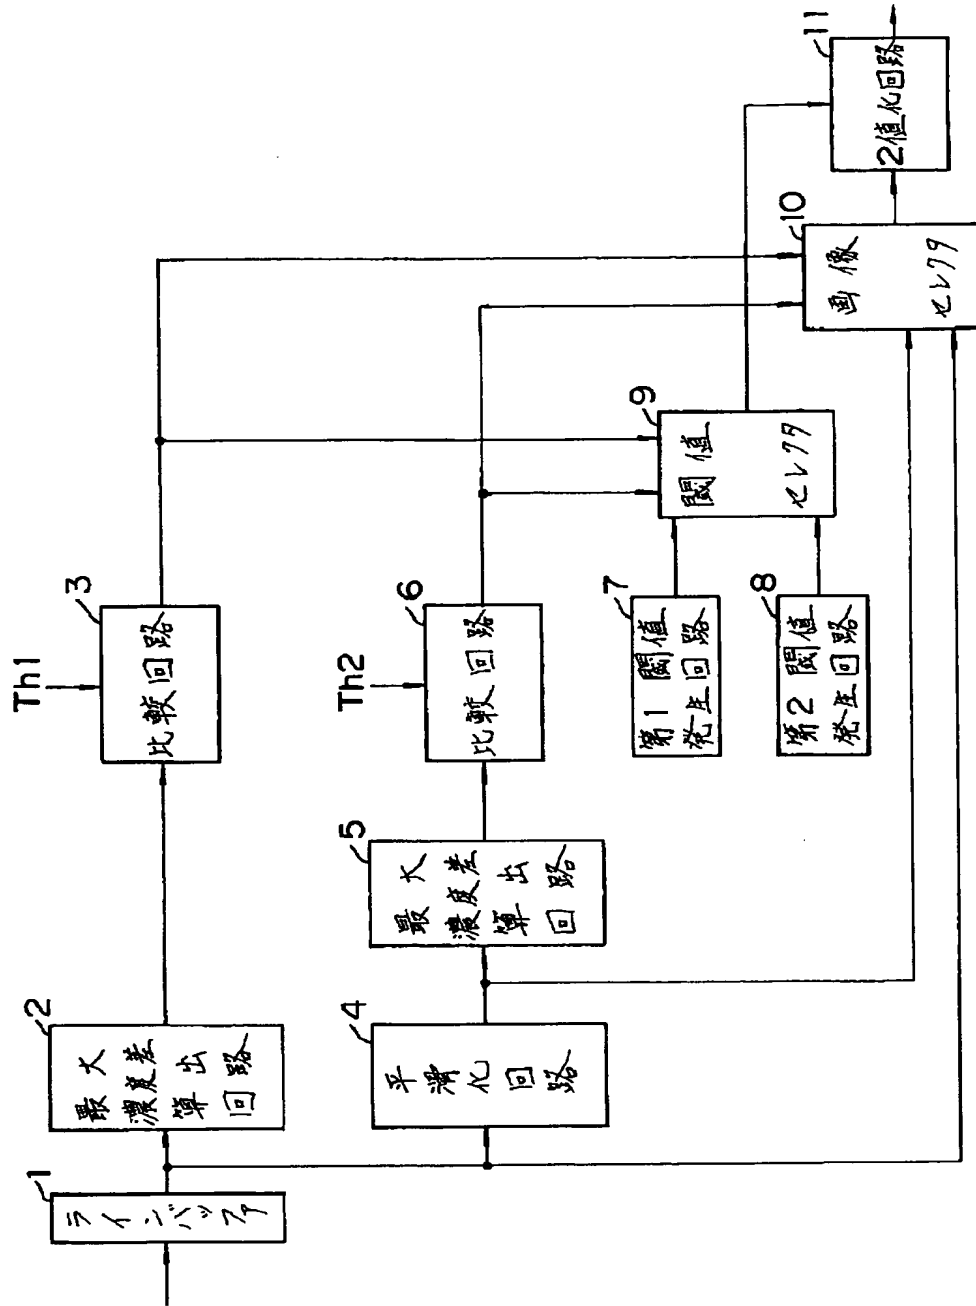 1
ラインバッファ
2
最大
濃度差
算出
回路
Th1
3
比較回路
4
平滑化
回路
5
最大
濃度差
算出
回路
Th2
6
比較回路
7
第1閾値
発生回路
8
第2閾値
発生回路
9
閾値
セレクタ
10
画像
セレクタ
11
2値化回路